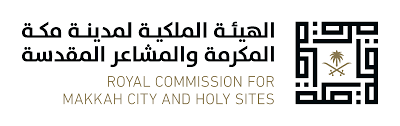 الهيئة الملكية لمدينة مكة
المكرمة والمشاعر المقدسة
ROYAL COMMISSION FOR
MAKKAH CITY AND HOLY SITES